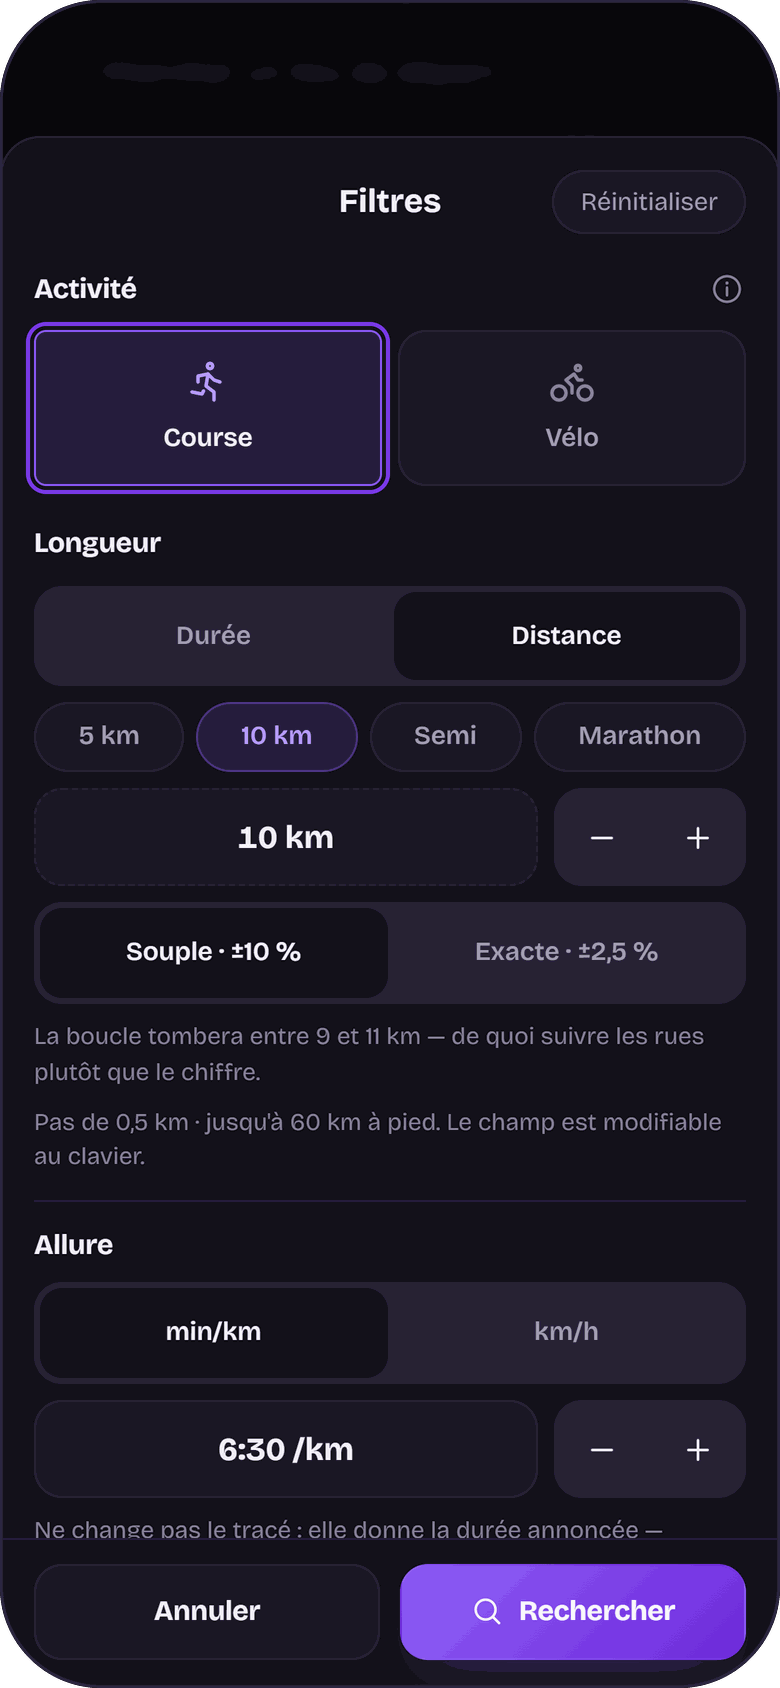 Filtres
Réinitialiser
Activité
Course
Vélo
Longueur
Durée
Distance
5 km
10 km
Semi
Marathon
10 km
− +
Souple · ±10 %
Exacte · ±2,5 %
La boucle tombera entre 9 et 11 km — de quoi suivre les rues
plutôt que le chiffre.
Pas de 0,5 km · jusqu'à 60 km à pied. Le champ est modifiable
au clavier.
Allure
min/km
km/h
6:30 /km
− +
Ne change pas le tracé : elle donne la durée annoncée —
Annuler
Rechercher